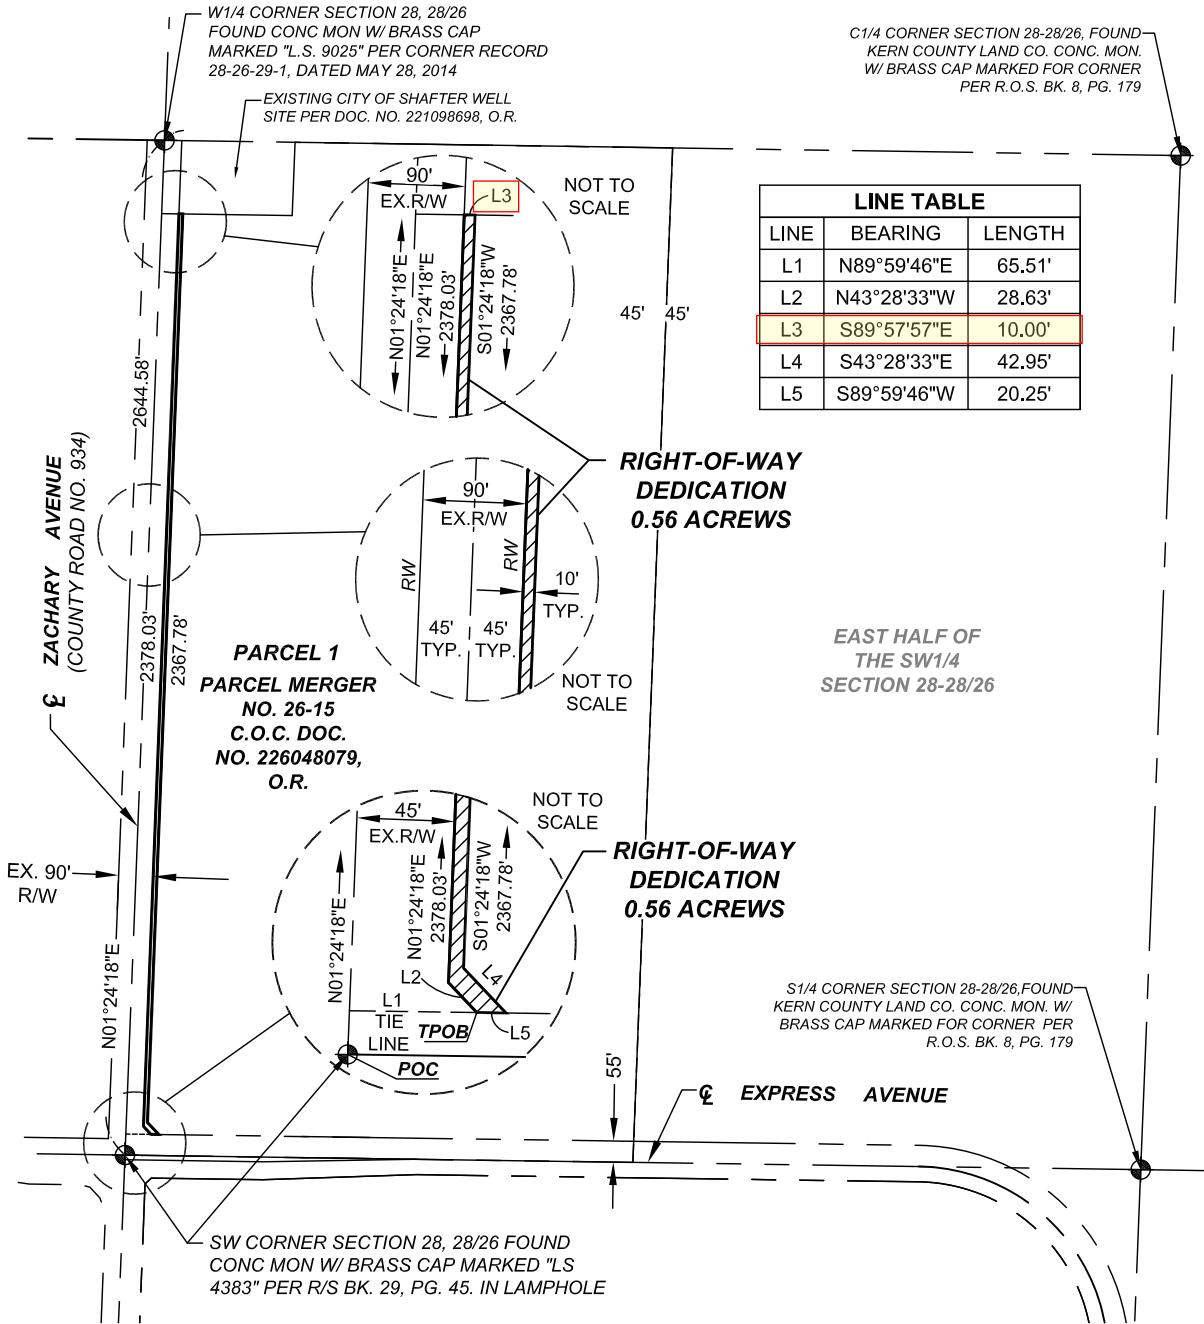 W1/4 CORNER SECTION 28, 28/26
FOUND CONC MON W/ BRASS CAP
MARKED "L.S. 9025" PER CORNER RECORD
28-26-29-1, DATED MAY 28, 2014
EXISTING CITY OF SHAFTER WELL
SITE PER DOC. NO. 221098698, O.R.
C1/4 CORNER SECTION 28-28/26, FOUND
KERN COUNTY LAND CO. CONC. MON.
W/ BRASS CAP MARKED FOR CORNER
PER R.O.S. BK. 8, PG. 179
90'
EX.R/W
L3
NOT TO
SCALE
N01°24'18"E
N01°24'18"E
2378.03'
S01°24'18"W
2367.78'
45' 45'
LINE TABLE
LINE BEARING LENGTH
L1 N89°59'46"E 65.51'
L2 N43°28'33"W 28.63'
L3 S89°57'57"E 10.00'
L4 S43°28'33"E 42.95'
L5 S89°59'46"W 20.25'
2644.58'
ZACHARY AVENUE
(COUNTY ROAD NO. 934)
2378.03'
2367.78'
RIGHT-OF-WAY
DEDICATION
0.56 ACREWS
90'
EX.R/W
RW
RW
10'
TYP.
45' 45'
TYP. TYP.
NOT TO
SCALE
PARCEL 1
PARCEL MERGER
NO. 26-15
C.O.C. DOC.
NO. 226048079,
O.R.
EAST HALF OF
THE SW1/4
SECTION 28-28/26
NOT TO
SCALE
45'
EX.R/W
N01°24'18"E
N01°24'18"E
2378.03'
S01°24'18"W
2367.78'
L2
L4
L1
TIE
LINE
TPOB
L5
POC
RIGHT-OF-WAY
DEDICATION
0.56 ACREWS
EX. 90'
R/W
N01°24'18"E
S1/4 CORNER SECTION 28-28/26,FOUND
KERN COUNTY LAND CO. CONC. MON. W/
BRASS CAP MARKED FOR CORNER PER
R.O.S. BK. 8, PG. 179
55'
℄ EXPRESS AVENUE
SW CORNER SECTION 28, 28/26 FOUND
CONC MON W/ BRASS CAP MARKED "LS
4383" PER R/S BK. 29, PG. 45. IN LAMPHOLE